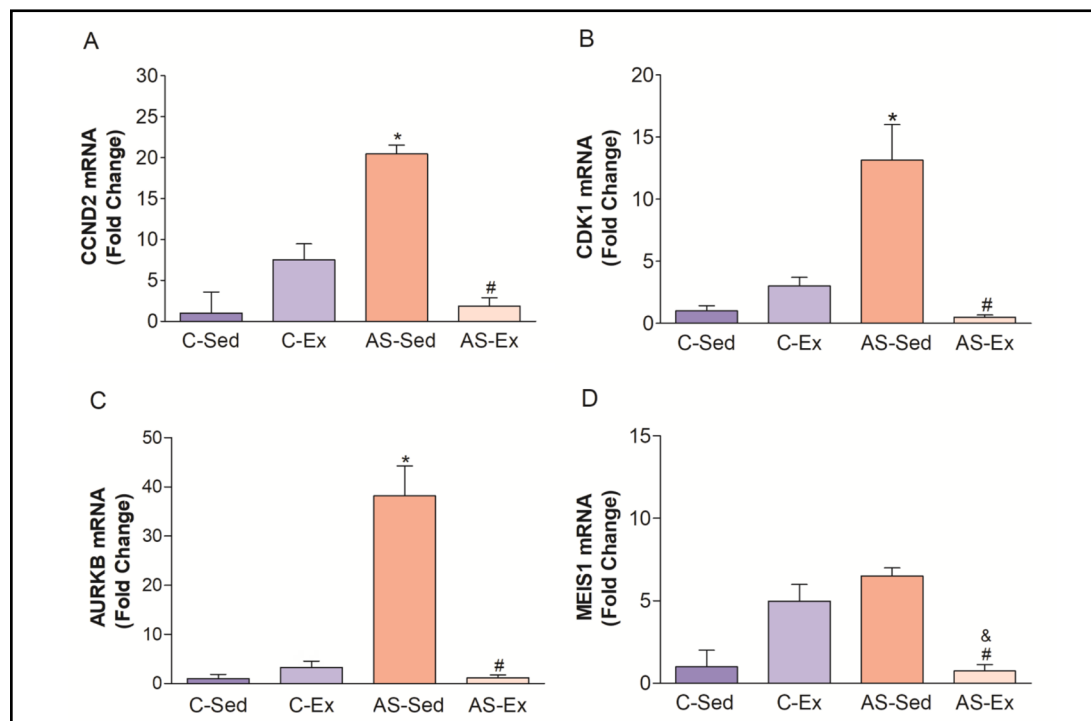 A
CCND2 mRNA
(Fold Change)
30
25
20
15
10
5
0
*
#
C-Sed C-Ex AS-Sed AS-Ex
B
CDK1 mRNA
(Fold Change)
20
15
10
5
0
*
#
C-Sed C-Ex AS-Sed AS-Ex
C
AURKB mRNA
(Fold Change)
50
40
30
20
10
0
*
#
C-Sed C-Ex AS-Sed AS-Ex
D
MEIS1 mRNA
(Fold Change)
15
10
5
0
&
#
C-Sed C-Ex AS-Sed AS-Ex